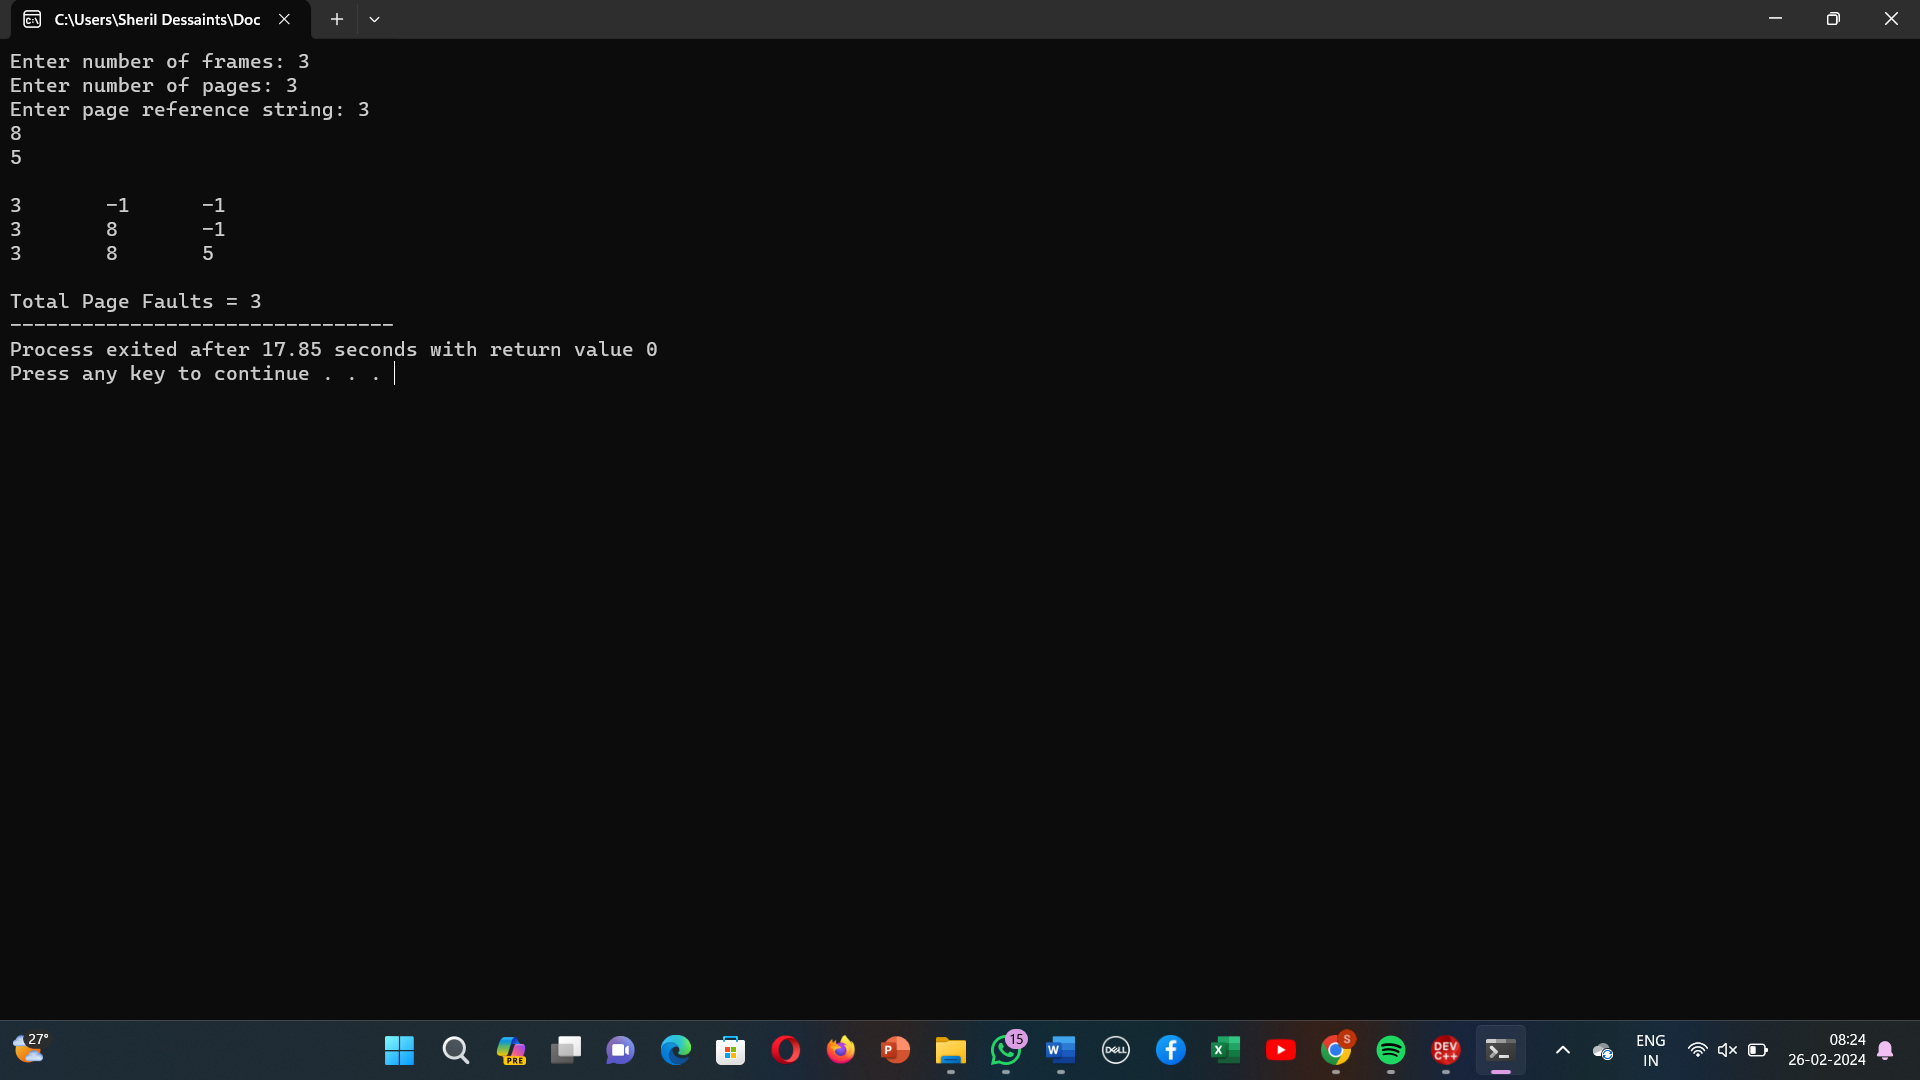 C:\Users\Sheril Dessaints\Doc
Enter number of frames: 3
Enter number of pages: 3
Enter page reference string: 3
8
5
3 -1 -1
3 8 -1
3 8 5
Total Page Faults = 3
--------------------------------
Process exited after 17.85 seconds with return value 0
Press any key to continue . . .
27°
PRE
P
15
W
DELL
X
S
DEV
C++
ENG
IN
08:24
26-02-2024